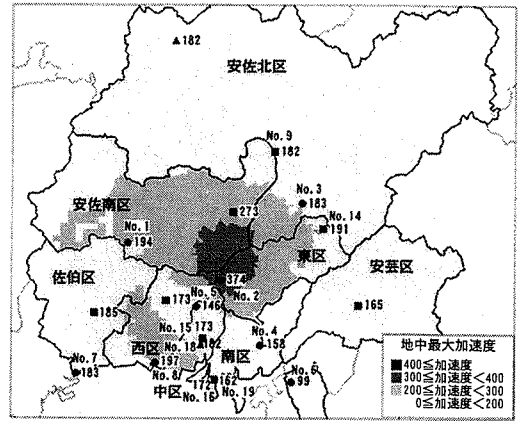 182
安佐北区
No.9
182
安佐南区
No.3
183
No.1
194
273
No.14
191
東区
佐伯区
374
No.2
安芸区
173
No.5
146
185
165
No.15
173
No.4
西区
No.18
182
南区
158
No.7
183
197
No.8
中区
172
162
No.16
No.19
No.6
99
地中最大加速度
400≦加速度
300≦加速度<400
200≦加速度<300
0≦加速度<200